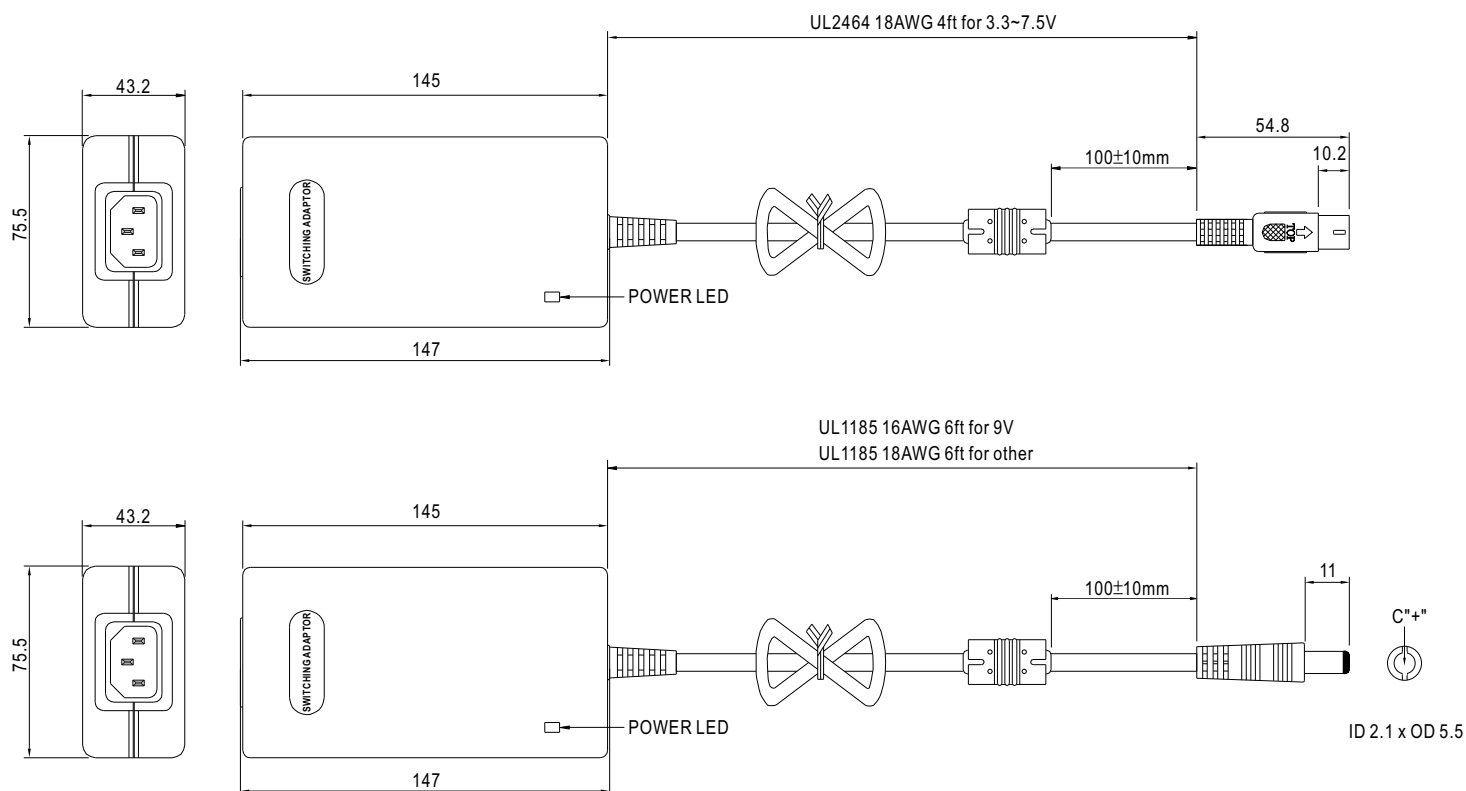 UL2464 18AWG 4ft for 3.3~7.5V
43.2
145
54.8
10.2
100±10mm
75.5
SWITCHING ADAPTOR
TOP
POWER LED
147
UL1185 16AWG 6ft for 9V
UL1185 18AWG 6ft for other
43.2
145
11
100±10mm
C"+"
75.5
SWITCHING ADAPTOR
POWER LED
ID 2.1 x OD 5.5
147